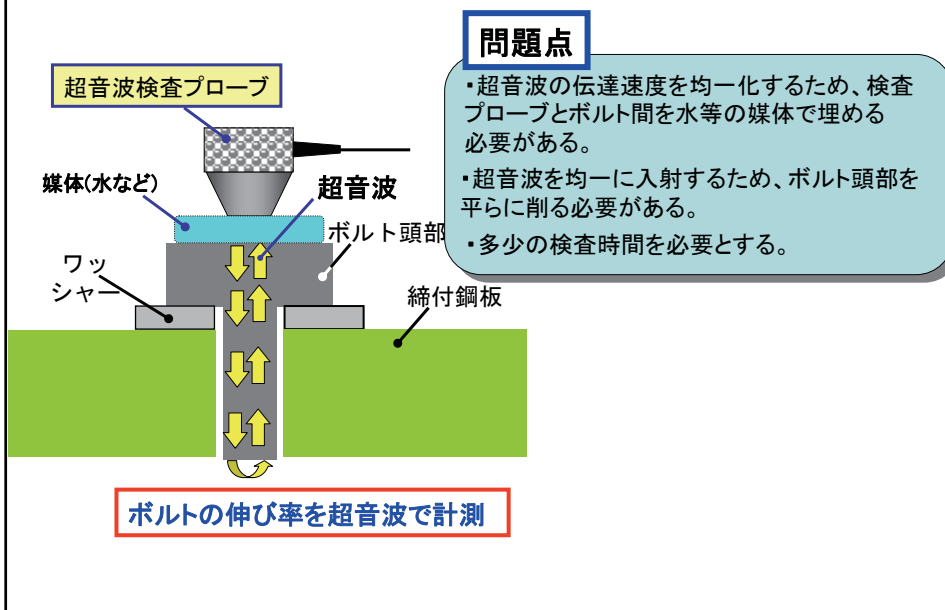 問題点
・超音波の伝達速度を均一化するため、検査
プローブとボルト間を水等の媒体で埋める
必要がある。
・超音波を均一に入射するため、ボルト頭部を
平らに削る必要がある。
・多少の検査時間を必要とする。
超音波検査プローブ
媒体(水など)
超音波
ボルト頭部
ワッ
シャー
締付鋼板
ボルトの伸び率を超音波で計測